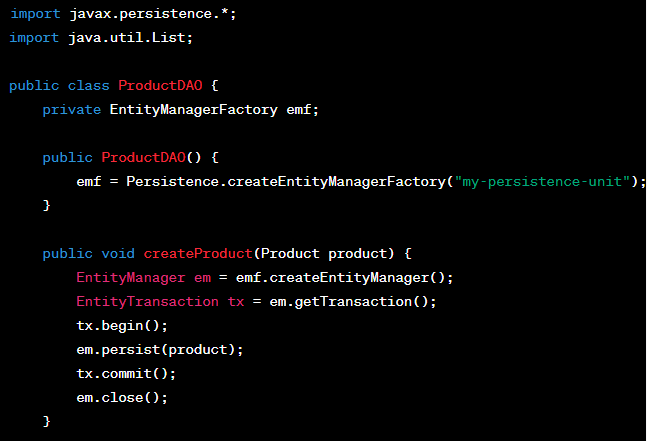 import javax.persistence.*;
import java.util.List;
public class ProductDAO {
private EntityManagerFactory emf;
public ProductDAO() {
emf = Persistence.createEntityManagerFactory("my-persistence-unit");
}
public void createProduct(Product product) {
EntityManager em = emf.createEntityManager();
EntityTransaction tx = em.getTransaction();
tx.begin();
em.persist(product);
tx.commit();
em.close();
}